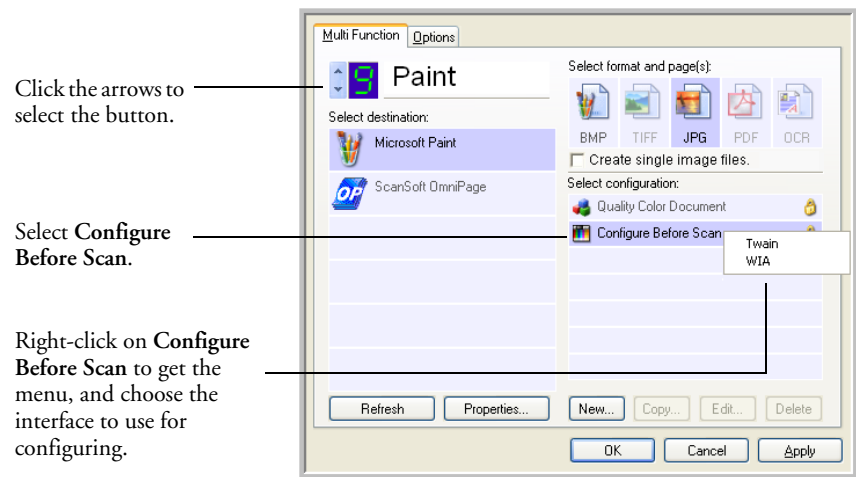 Multi Function
Options
Click the arrows to
select the button.
9
Paint
Select destination:
Microsoft Paint
ScanSoft OmniPage
Select format and page(s):
BMP
TIFF
JPG
PDF
OCR
Create single image files.
Select configuration:
Quality Color Document
Configure Before Scan
Twain
WIA
Select Configure
Before Scan.
Right-click on Configure
Before Scan to get the
menu, and choose the
interface to use for
configuring.
Refresh
Properties...
New...
Copy...
Edit...
Delete
OK
Cancel
Apply